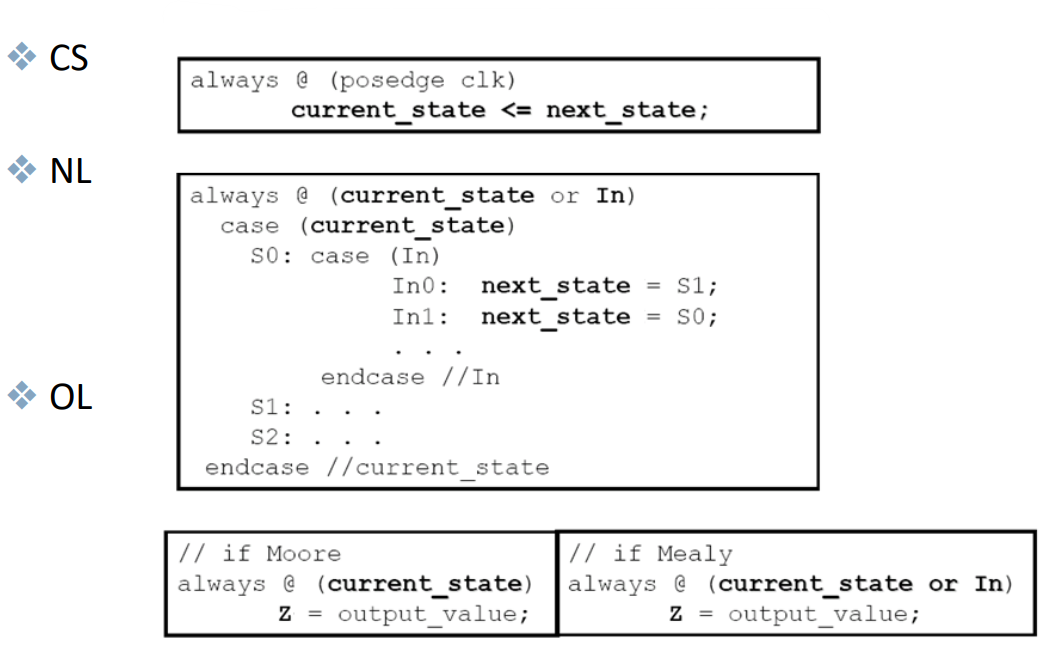 CS
always @ (posedge clk)
current_state <= next_state;
NL
always @ (current_state or In)
case (current_state)
S0: case (In)
In0: next_state = S1;
In1: next_state = S0;
. . .
endcase //In
OL
S1: . . .
S2: . . .
endcase //current_state
// if Moore
always @ (current_state)
Z = output_value;
// if Mealy
always @ (current_state or In)
Z = output_value;